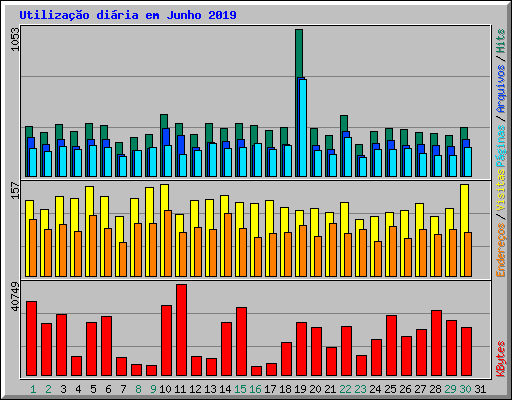 Utilização diária em Junho 2019
1053
157
40749
Páginas / Arquivos / Hits
Endereços / Visitas
KBytes
1 2 3 4 5 6 7 8 9 10 11 12 13 14 15 16 17 18 19 20 21 22 23 24 25 26 27 28 29 30 31